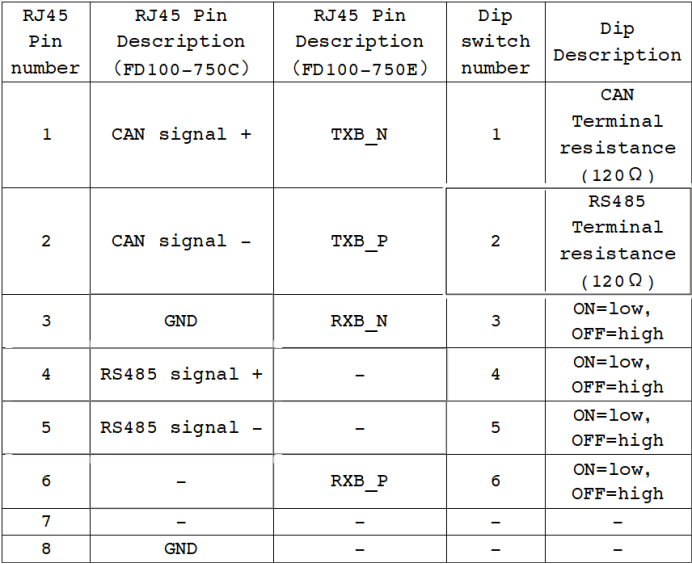 RJ45 Pin number
RJ45 Pin Description (FD100-750C)
RJ45 Pin Description (FD100-750E)
Dip switch number
Dip Description
1 CAN signal + TXB_N 1 CAN Terminal resistance (120Ω)
2 CAN signal - TXB_P 2 RS485 Terminal resistance (120Ω)
3 GND RXB_N 3 ON=low, OFF=high
4 RS485 signal + - 4 ON=low, OFF=high
5 RS485 signal - - 5 ON=low, OFF=high
6 - RXB_P 6 ON=low, OFF=high
7 - - - -
8 GND - - -